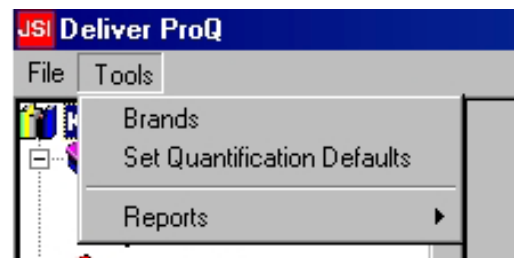 JSI Deliver ProQ
File Tools
Brands
Set Quantification Defaults
Reports